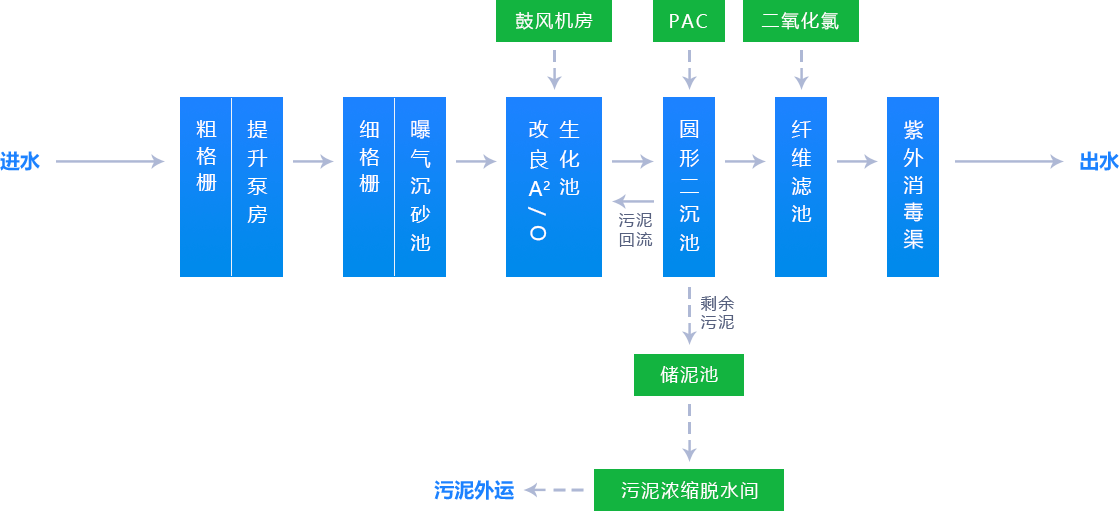 鼓风机房
PAC
二氧化氯
进水
粗格栅
提升泵房
细格栅
曝气沉砂池
改良A²/O
生化池
圆形二沉池
纤维滤池
紫外消毒渠
出水
污泥
回流
剩余
污泥
储泥池
污泥浓缩脱水间
污泥外运